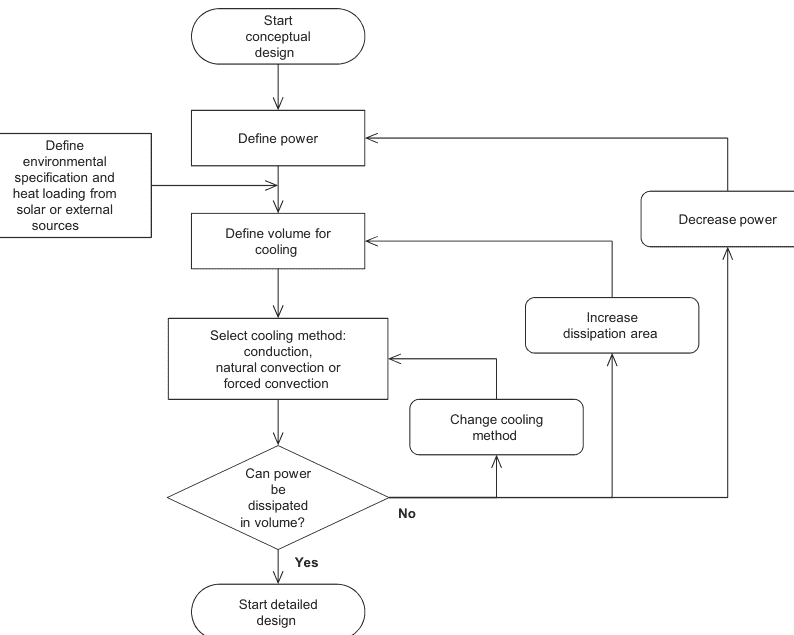 Start
conceptual
design
Define power
Define
environmental
specification and
heat loading from
solar or external
sources
Decrease power
Define volume for
cooling
Increase
dissipation area
Select cooling method:
conduction,
natural convection or
forced convection
Change cooling
method
Can power
be
dissipated
in volume?
No
Yes
Start detailed
design